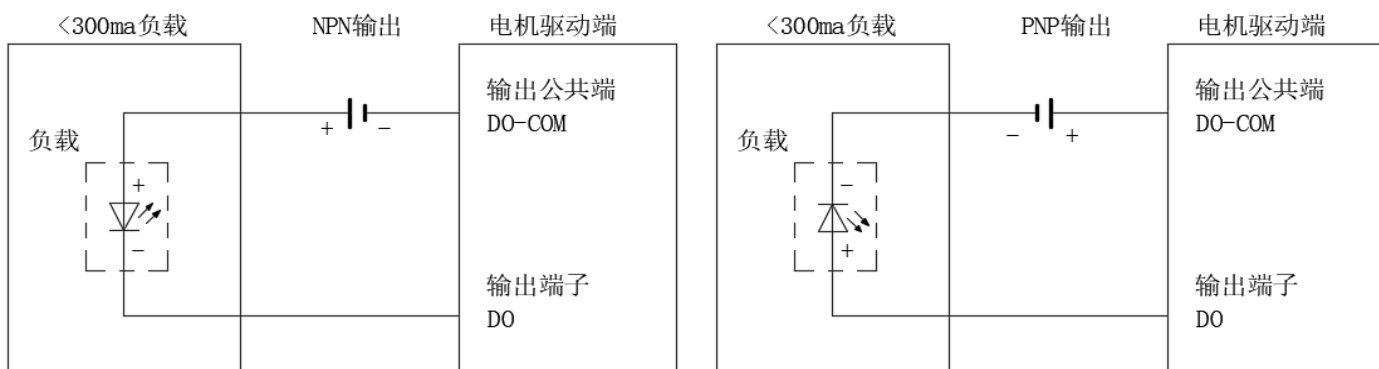 <300ma负载 NPN输出 电机驱动端
输出公共端
+ - DO-COM
负载
+
-
输出端子
DO
<300ma负载 PNP输出 电机驱动端
输出公共端
- + DO-COM
负载
-
+
输出端子
DO